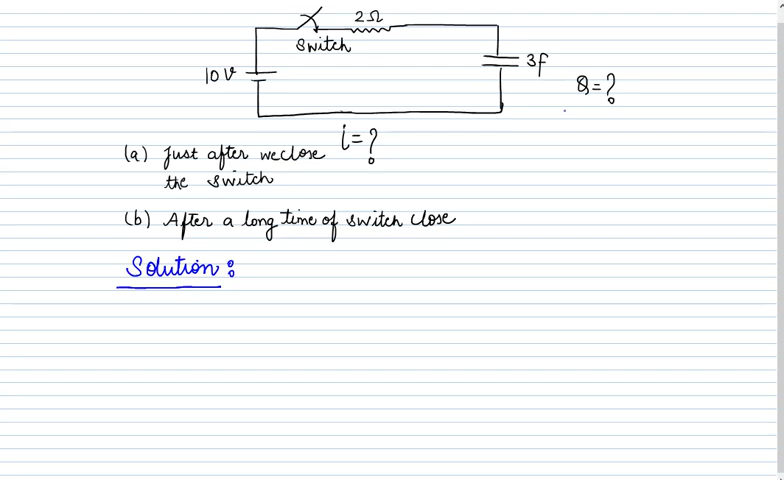 2Ω
switch
10v
3f
Q=?
i=?
(a) Just after we close
the switch
(b) After a long time of switch close
Solution: